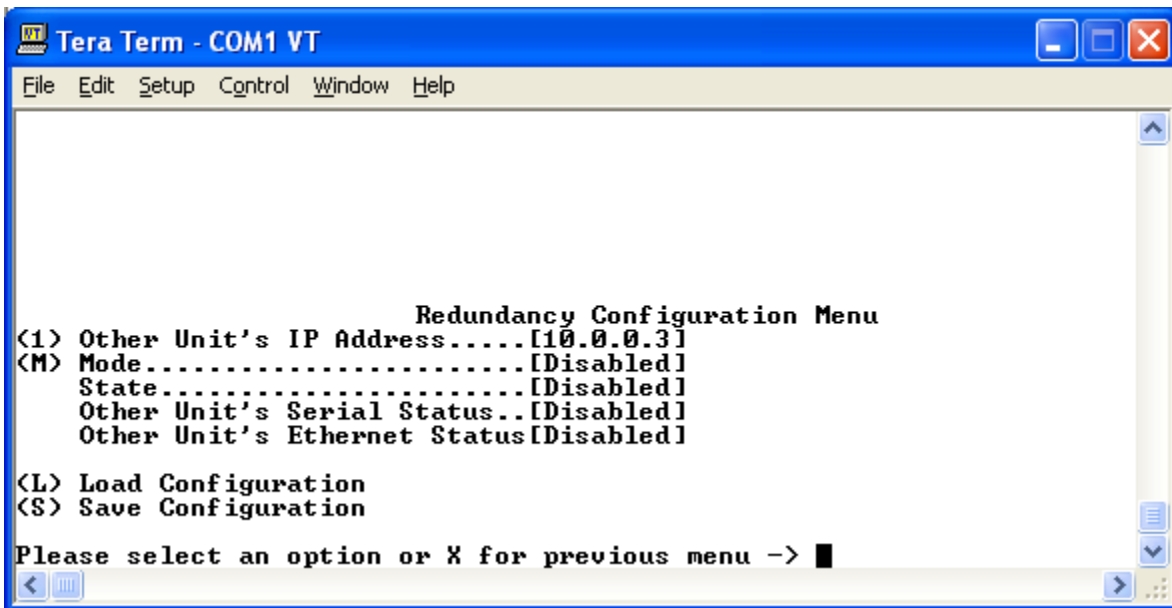 Tera Term - COM1 VT
File Edit Setup Control Window Help
Redundancy Configuration Menu
(1) Other Unit's IP Address.....[10.0.0.3]
(M) Mode........................[Disabled]
State.......................[Disabled]
Other Unit's Serial Status..[Disabled]
Other Unit's Ethernet Status[Disabled]
(L) Load Configuration
(S) Save Configuration
Please select an option or X for previous menu ->